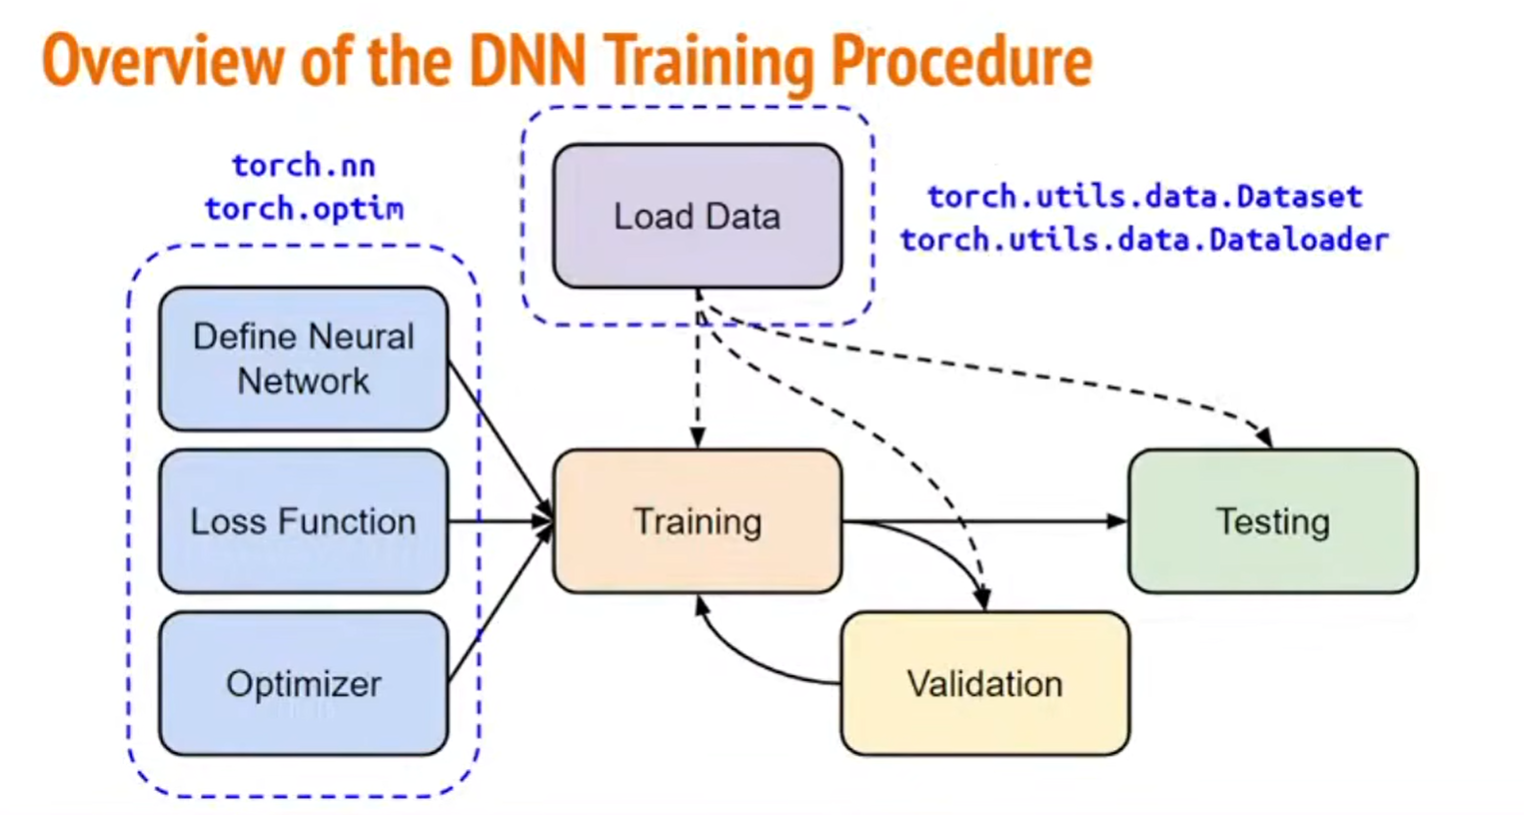 Overview of the DNN Training Procedure
torch.nn
torch.optim
Load Data
torch.utils.data.Dataset
torch.utils.data.Dataloader
Define Neural
Network
Loss Function
Training
Testing
Optimizer
Validation